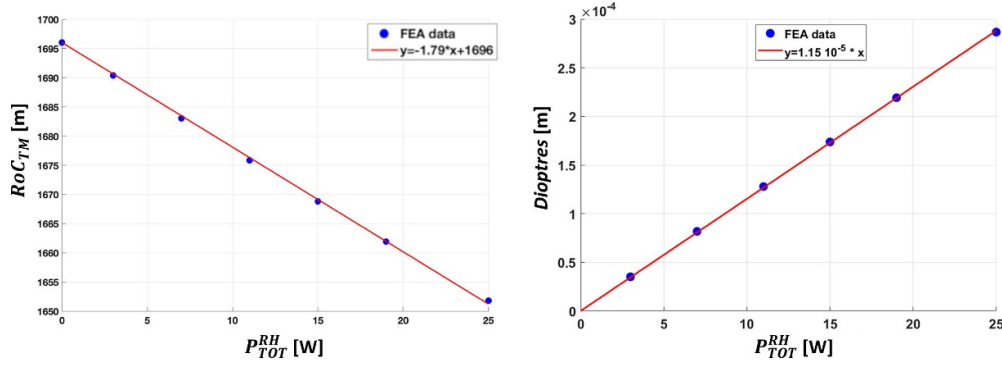 1700
1695
1690
1685
1680
1675
1670
1665
1660
1655
1650
RoC_TM [m]
FEA data
y=-1.79*x+1696
0 5 10 15 20 25
P_TOT^RH [W]
3 ×10^-4
2.5
2
1.5
1
0.5
0
Dioptres [m]
FEA data
y=1.15 10^-5 * x
0 5 10 15 20 25
P_TOT^RH [W]